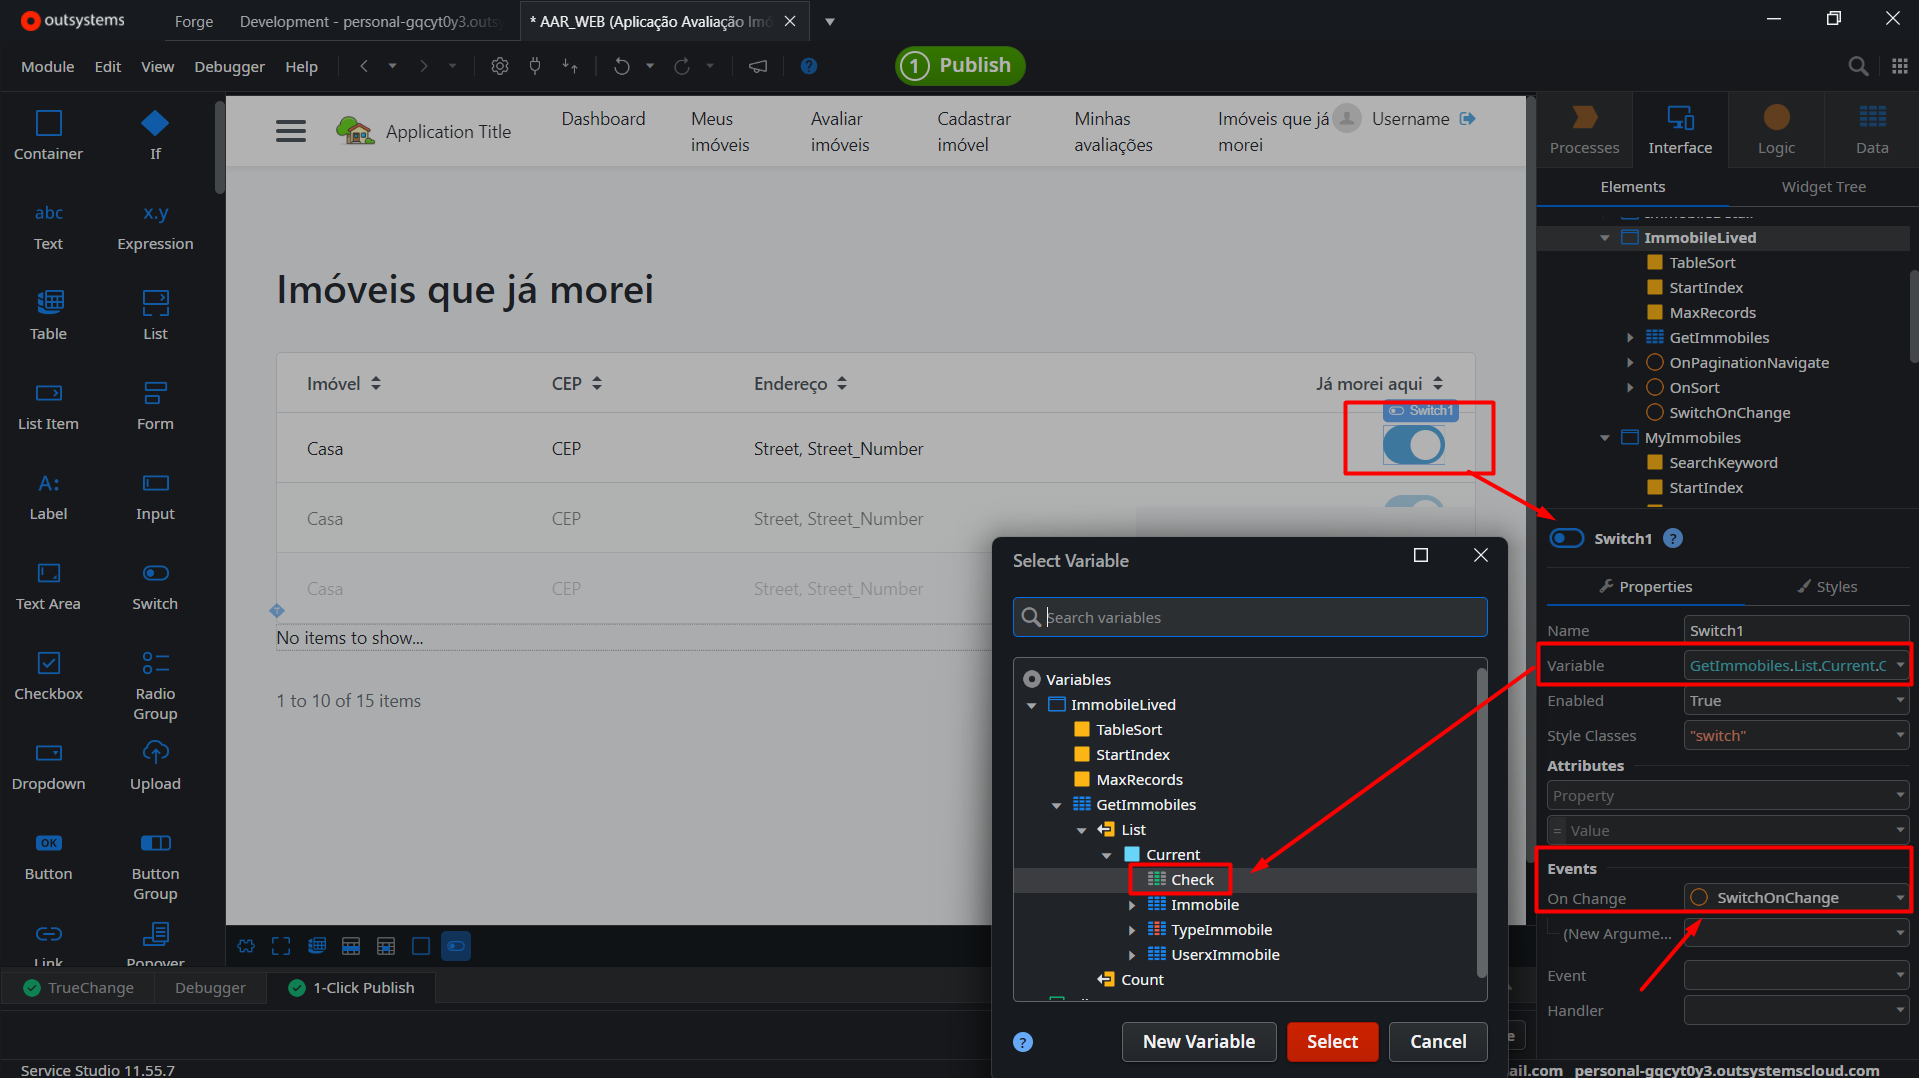 outsystems
Forge
Development - personal-gqcyt0y3.outs
* AAR_WEB (Aplicação Avaliação Imó
Module
Edit
View
Debugger
Help
1
Publish
Container
If
abc
Text
x.y
Expression
Table
List
List Item
Form
A:
Label
Input
Text Area
Switch
Checkbox
Radio
Group
Dropdown
Upload
OK
Button
Button
Group
Link
Popover
Application Title
Dashboard
Meus
imóveis
Avaliar
imóveis
Cadastrar
imóvel
Minhas
avaliações
Imóveis que já
morei
Username
Imóveis que já morei
Imóvel
CEP
Endereço
Já morei aqui
Switch1
Casa
CEP
Street, Street_Number
Casa
CEP
Street, Street_Number
Casa
CEP
Street, Street_Number
No items to show...
1 to 10 of 15 items
Select Variable
Search variables
Variables
ImmobileLived
TableSort
StartIndex
MaxRecords
GetImmobiles
List
Current
Check
Immobile
TypeImmobile
UserxImmobile
Count
?
New Variable
Select
Cancel
Processes
Interface
Logic
Data
Elements
Widget Tree
ImmobileLived
TableSort
StartIndex
MaxRecords
GetImmobiles
OnPaginationNavigate
OnSort
SwitchOnChange
MyImmobiles
SearchKeyword
StartIndex
Switch1
?
Properties
Styles
Name
Switch1
Variable
GetImmobiles.List.Current.C
Enabled
True
Style Classes
"switch"
Attributes
Property
= Value
Events
On Change
SwitchOnChange
(New Argume...
Event
Handler
TrueChange
Debugger
1-Click Publish
Service Studio 11.55.7
ail.com
personal-gqcyt0y3.outsystemscloud.com